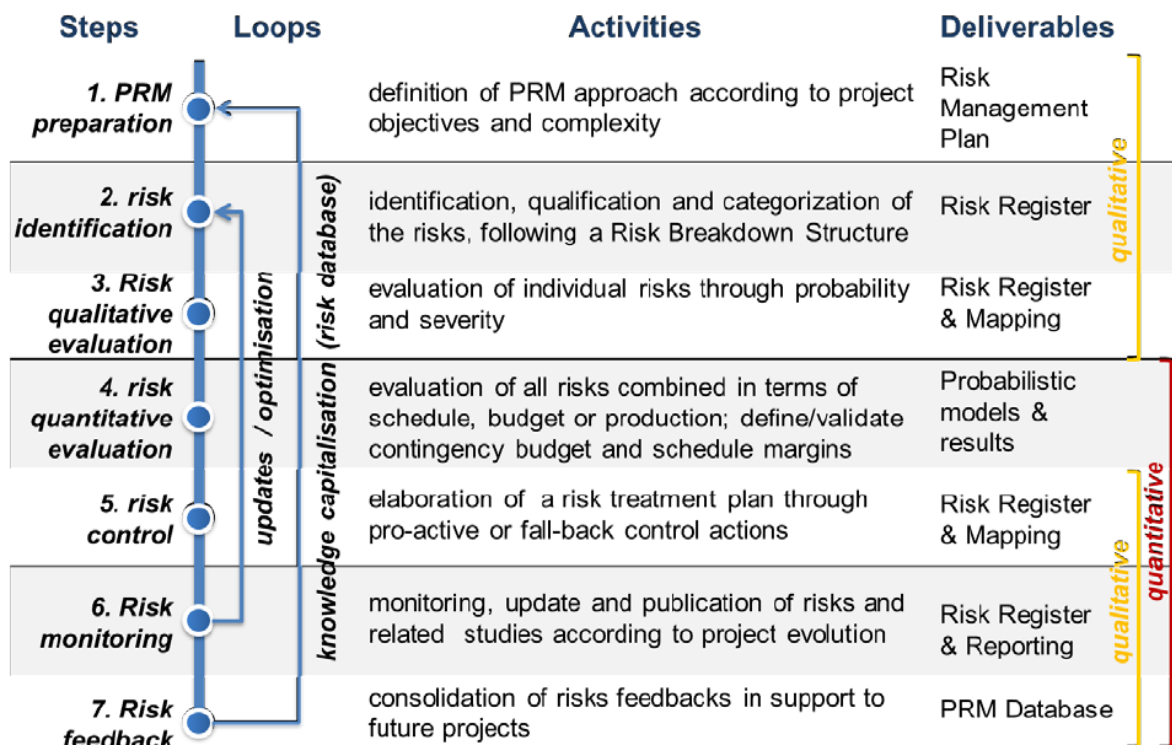 Steps
Loops
Activities
Deliverables
1. PRM
preparation
definition of PRM approach according to project
objectives and complexity
Risk
Management
Plan
2. risk
identification
identification, qualification and categorization of
the risks, following a Risk Breakdown Structure
Risk Register
3. Risk
qualitative
evaluation
evaluation of individual risks through probability
and severity
Risk Register
& Mapping
4. risk
quantitative
evaluation
evaluation of all risks combined in terms of
schedule, budget or production; define/validate
contingency budget and schedule margins
Probabilistic
models &
results
5. risk
control
elaboration of a risk treatment plan through
pro-active or fall-back control actions
Risk Register
& Mapping
6. Risk
monitoring
monitoring, update and publication of risks and
related studies according to project evolution
Risk Register
& Reporting
7. Risk
feedback
consolidation of risks feedbacks in support to
future projects
PRM Database
updates / optimisation
knowledge capitalisation (risk database)
qualitative
qualitative
quantitative